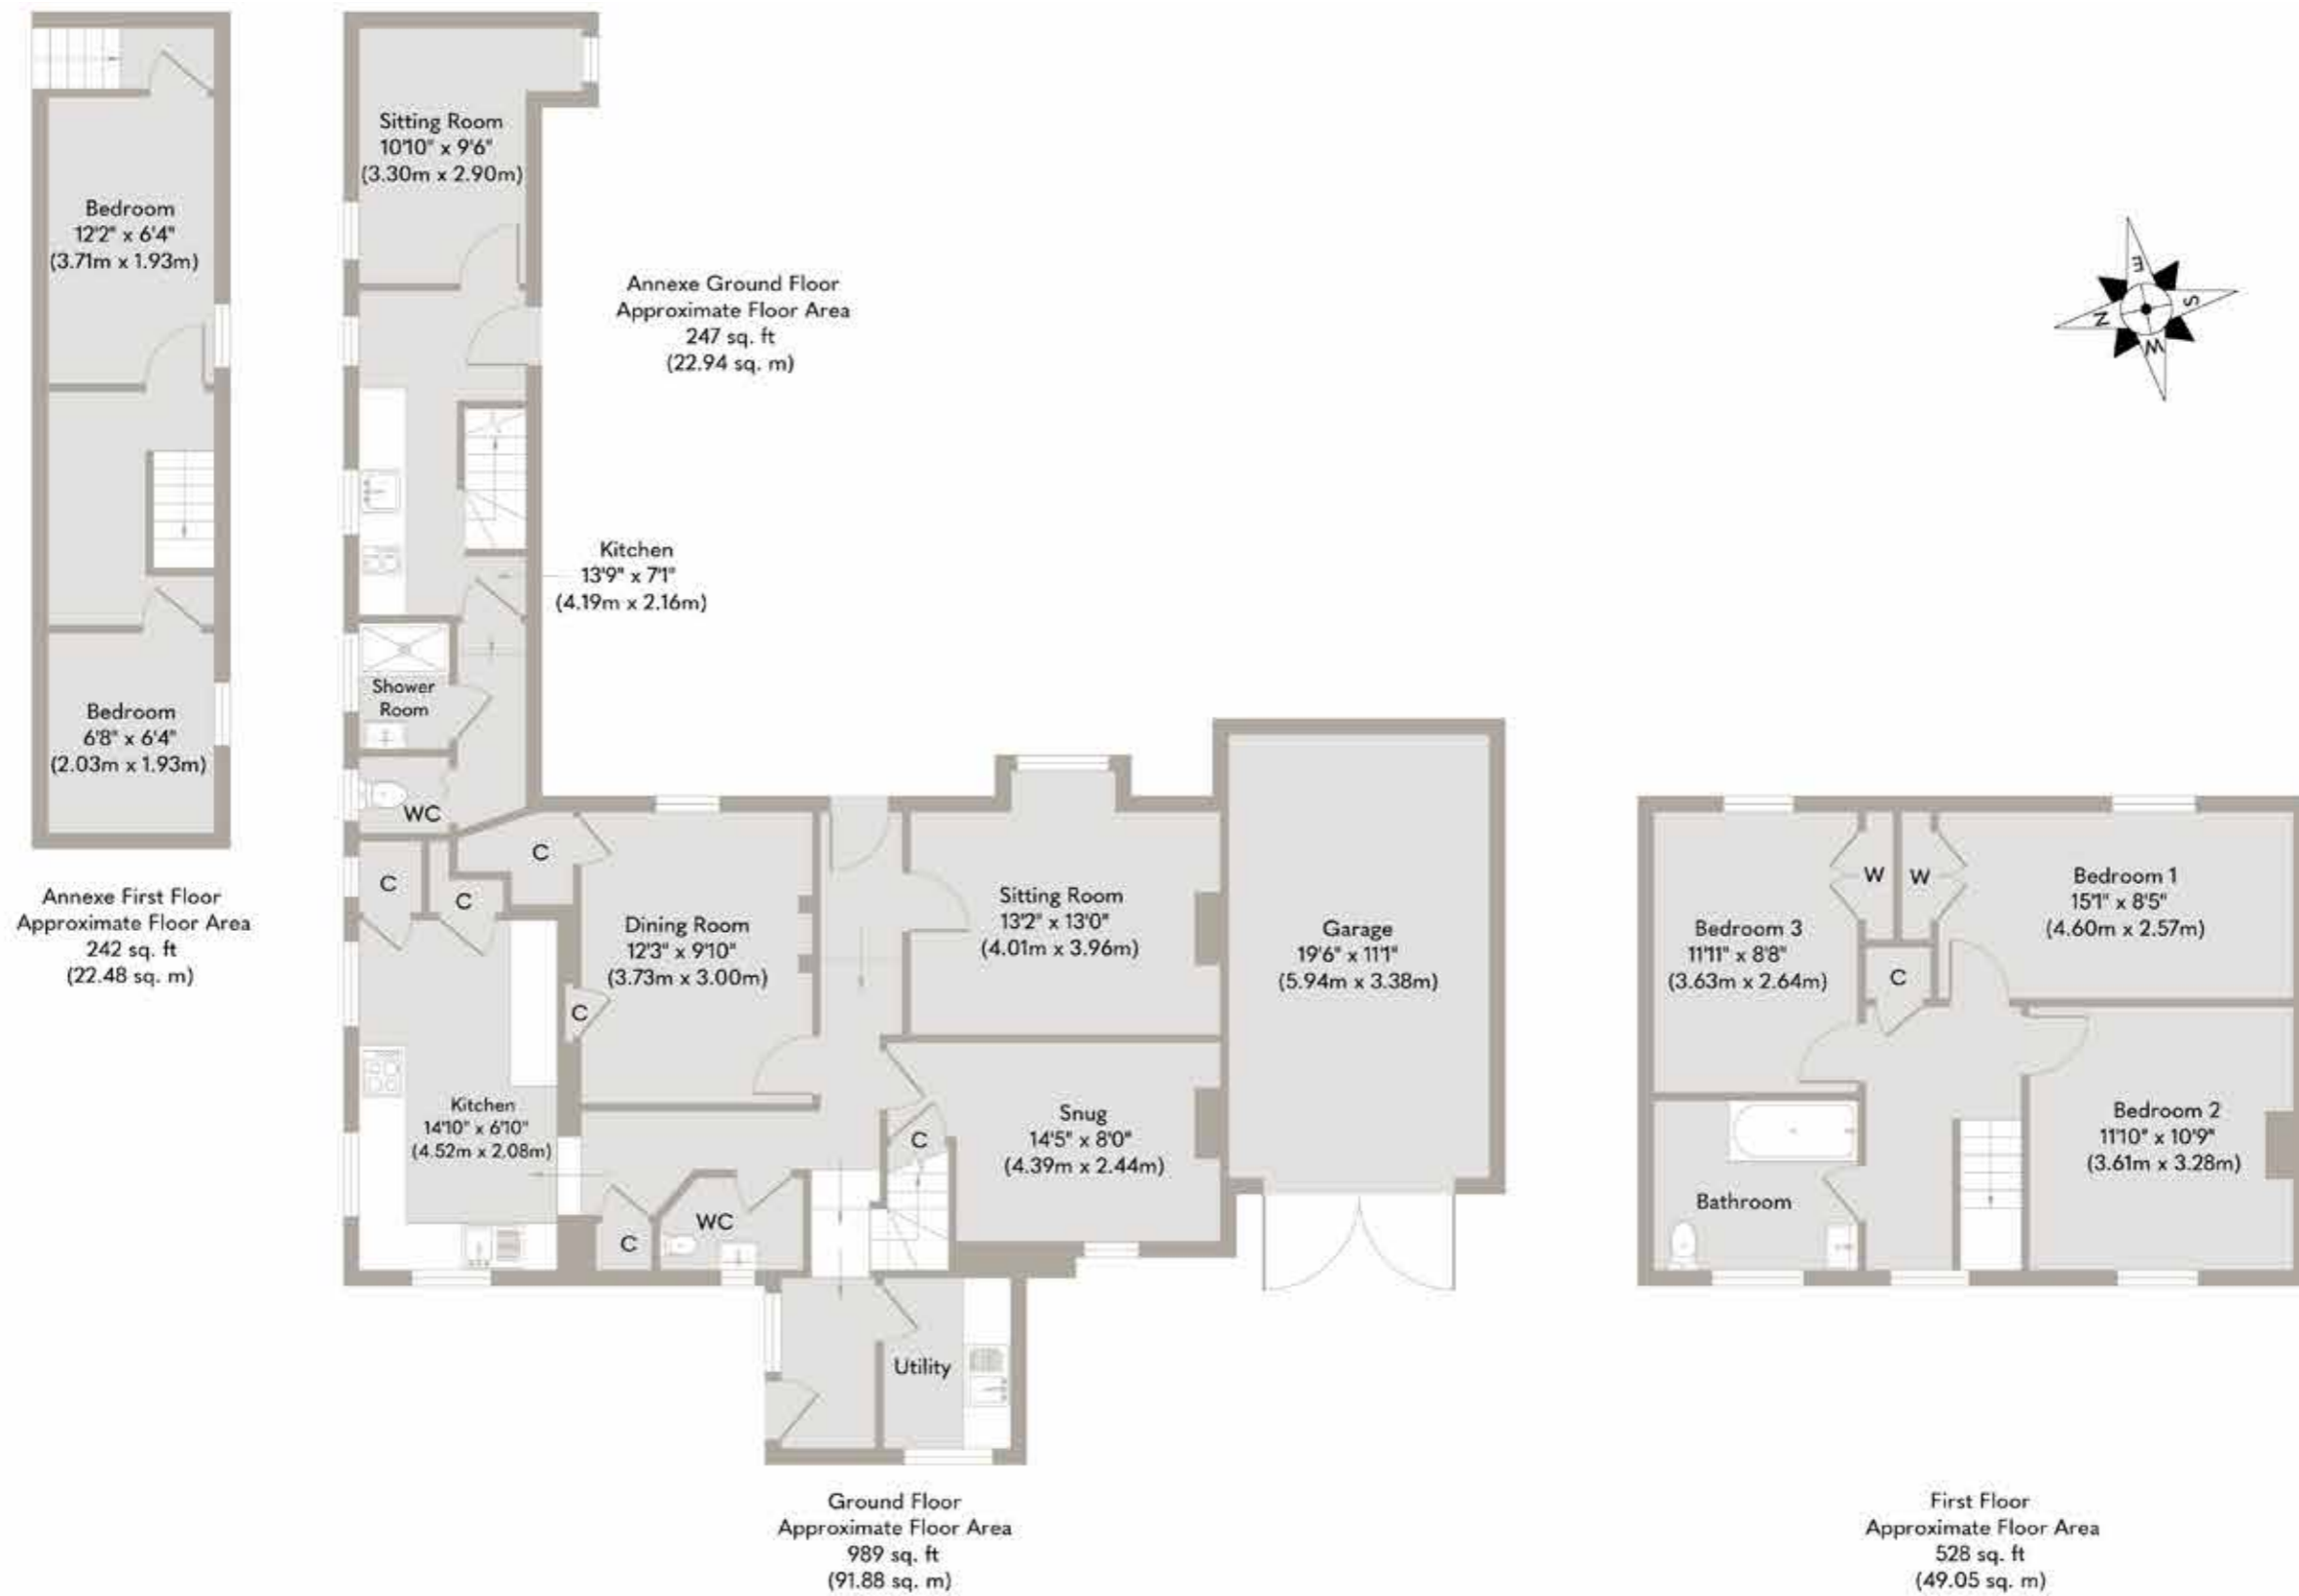 Sitting Room
10'10" x 9'6"
(3.30m x 2.90m)
Bedroom
12'2" x 6'4"
(3.71m x 1.93m)
Annexe Ground Floor
Approximate Floor Area
247 sq. ft
(22.94 sq. m)
E
S
N
W
Kitchen
13'9" x 7'1"
(4.19m x 2.16m)
Shower
Room
Bedroom
6'8" x 6'4"
(2.03m x 1.93m)
WC
Annexe First Floor
Approximate Floor Area
242 sq. ft
(22.48 sq. m)
C
C
C
Dining Room
12'3" x 9'10"
(3.73m x 3.00m)
C
Sitting Room
13'2" x 13'0"
(4.01m x 3.96m)
Garage
19'6" x 11'1"
(5.94m x 3.38m)
Kitchen
14'10" x 6'10"
(4.52m x 2.08m)
Snug
14'5" x 8'0"
(4.39m x 2.44m)
C
WC
C
Utility
Ground Floor
Approximate Floor Area
989 sq. ft
(91.88 sq. m)
W
W
Bedroom 1
15'1" x 8'5"
(4.60m x 2.57m)
Bedroom 3
11'11" x 8'8"
(3.63m x 2.64m)
C
Bedroom 2
11'10" x 10'9"
(3.61m x 3.28m)
Bathroom
First Floor
Approximate Floor Area
528 sq. ft
(49.05 sq. m)